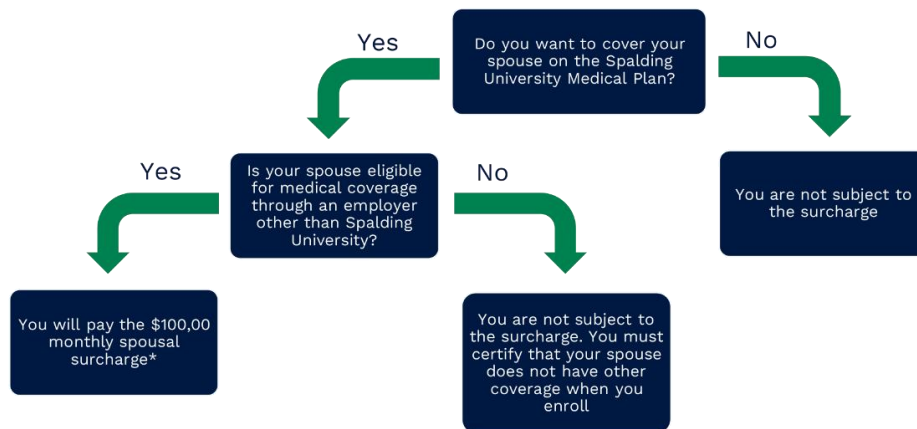 Do you want to cover your
spouse on the Spalding
University Medical Plan?
Yes
No
Is your spouse eligible
for medical coverage
through an employer
other than Spalding
University?
You are not subject to
the surcharge
Yes
No
You will pay the $100,00
monthly spousal
surcharge*
You are not subject to
the surcharge. You must
certify that your spouse
does not have other
coverage when you
enroll